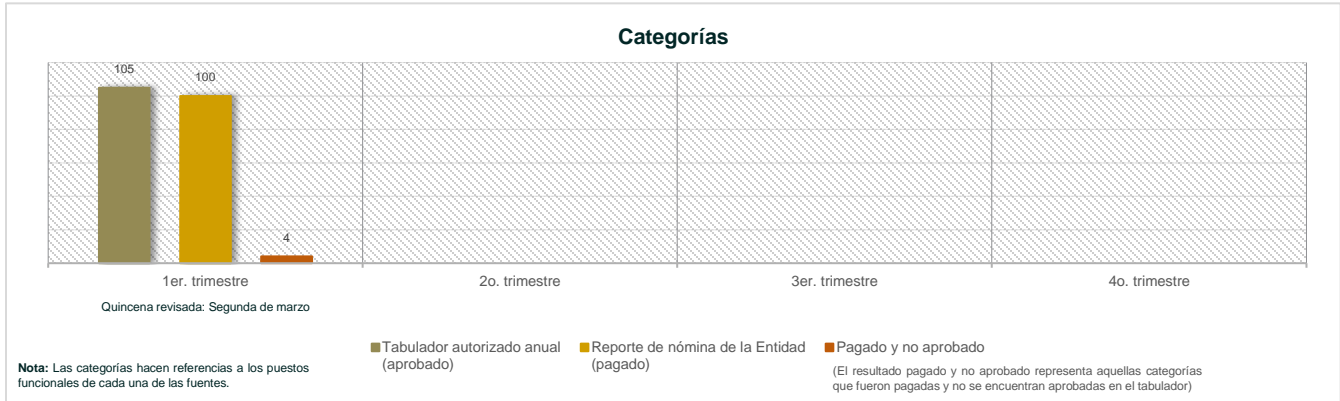 Categorías
105
100
4
1er. trimestre
2o. trimestre
3er. trimestre
4o. trimestre
Quincena revisada: Segunda de marzo
Tabulador autorizado anual
(aprobado)
Reporte de nómina de la Entidad
(pagado)
Pagado y no aprobado
(El resultado pagado y no aprobado representa aquellas categorías
que fueron pagadas y no se encuentran aprobadas en el tabulador)
Nota: Las categorías hacen referencias a los puestos
funcionales de cada una de las fuentes.